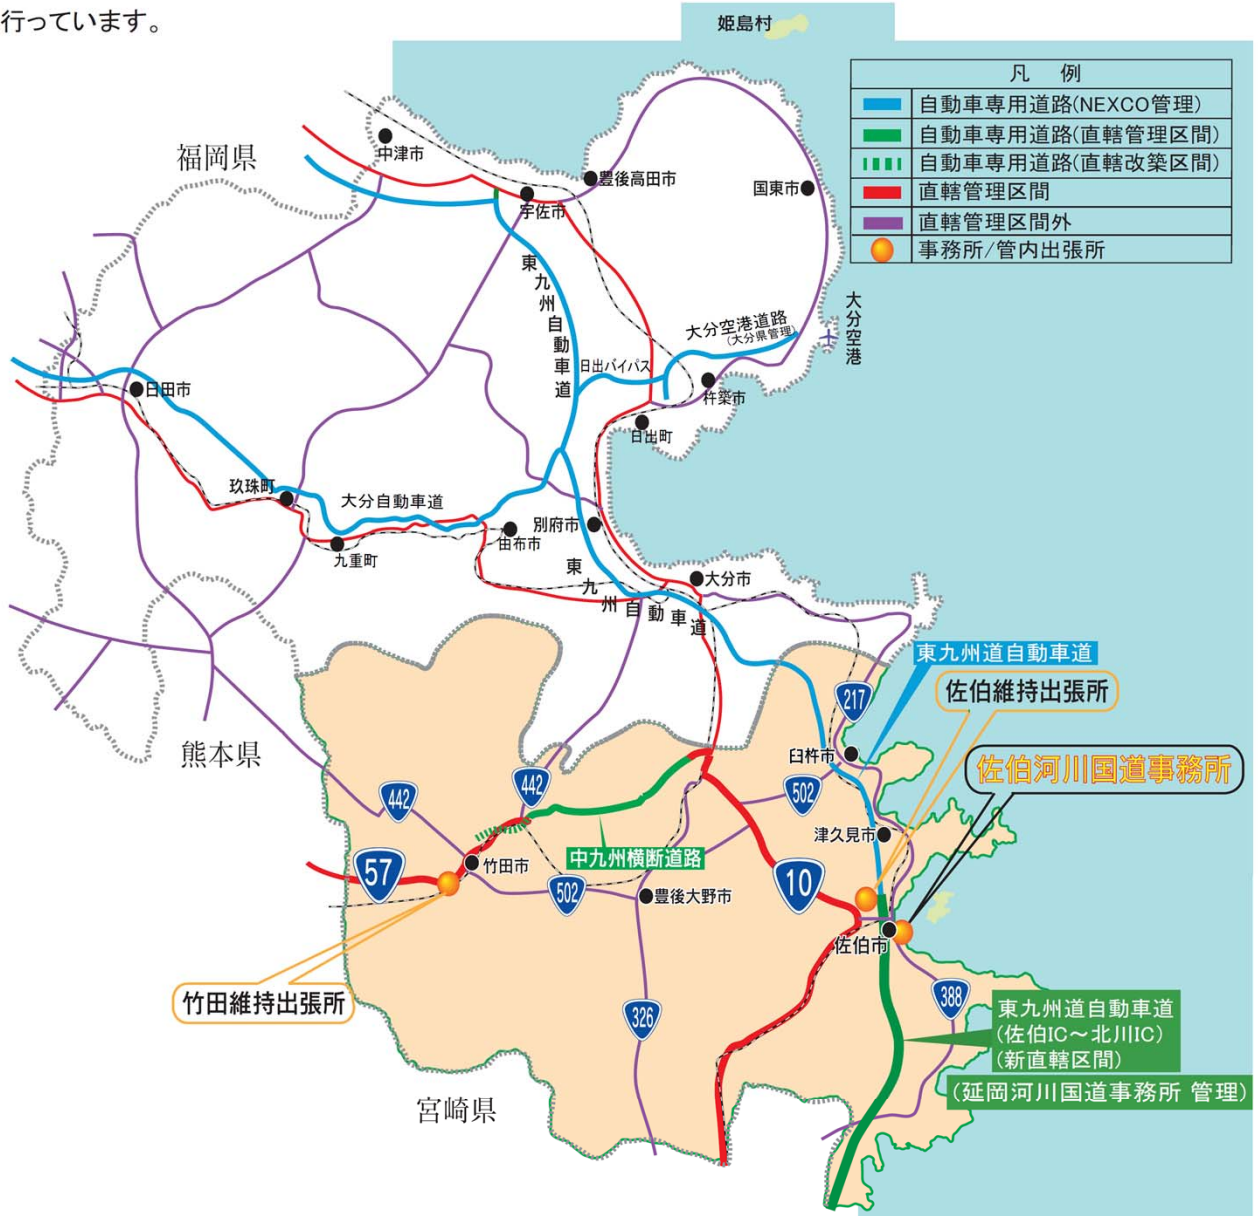 行っています。
姫島村
凡 例
自動車専用道路(NEXCO管理)
自動車専用道路(直轄管理区間)
自動車専用道路(直轄改築区間)
直轄管理区間
直轄管理区間外
事務所/管内出張所
福岡県
中津市
豊後高田市
国東市
宇佐市
東九州自動車道
大分空港
大分空港道路
(大分県管理)
日出バイパス
日田市
杵築市
日出町
玖珠町
大分自動車道
別府市
由布市
九重町
東九州自動車道
大分市
東九州道自動車道
佐伯維持出張所
217
熊本県
臼杵市
佐伯河川国道事務所
442
442
502
津久見市
中九州横断道路
57
竹田市
10
502
豊後大野市
佐伯市
竹田維持出張所
326
388
東九州道自動車道
(佐伯IC～北川IC)
(新直轄区間)
(延岡河川国道事務所 管理)
宮崎県